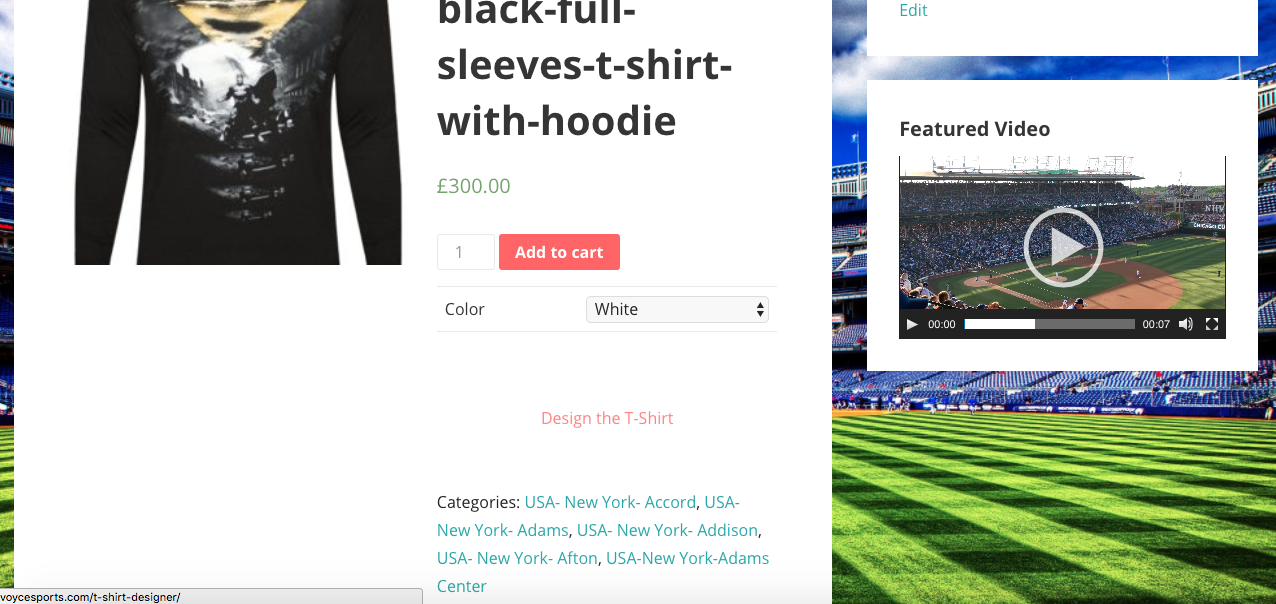 black-full-
sleeves-t-shirt-
with-hoodie
£300.00
1
Add to cart
Color
White
Design the T-Shirt
Categories: USA- New York- Accord, USA-
New York- Adams, USA- New York- Addison,
USA- New York- Afton, USA-New York-Adams
Center
Edit
Featured Video
CHICAGO CU
00:00
00:07
voycesports.com/t-shirt-designer/